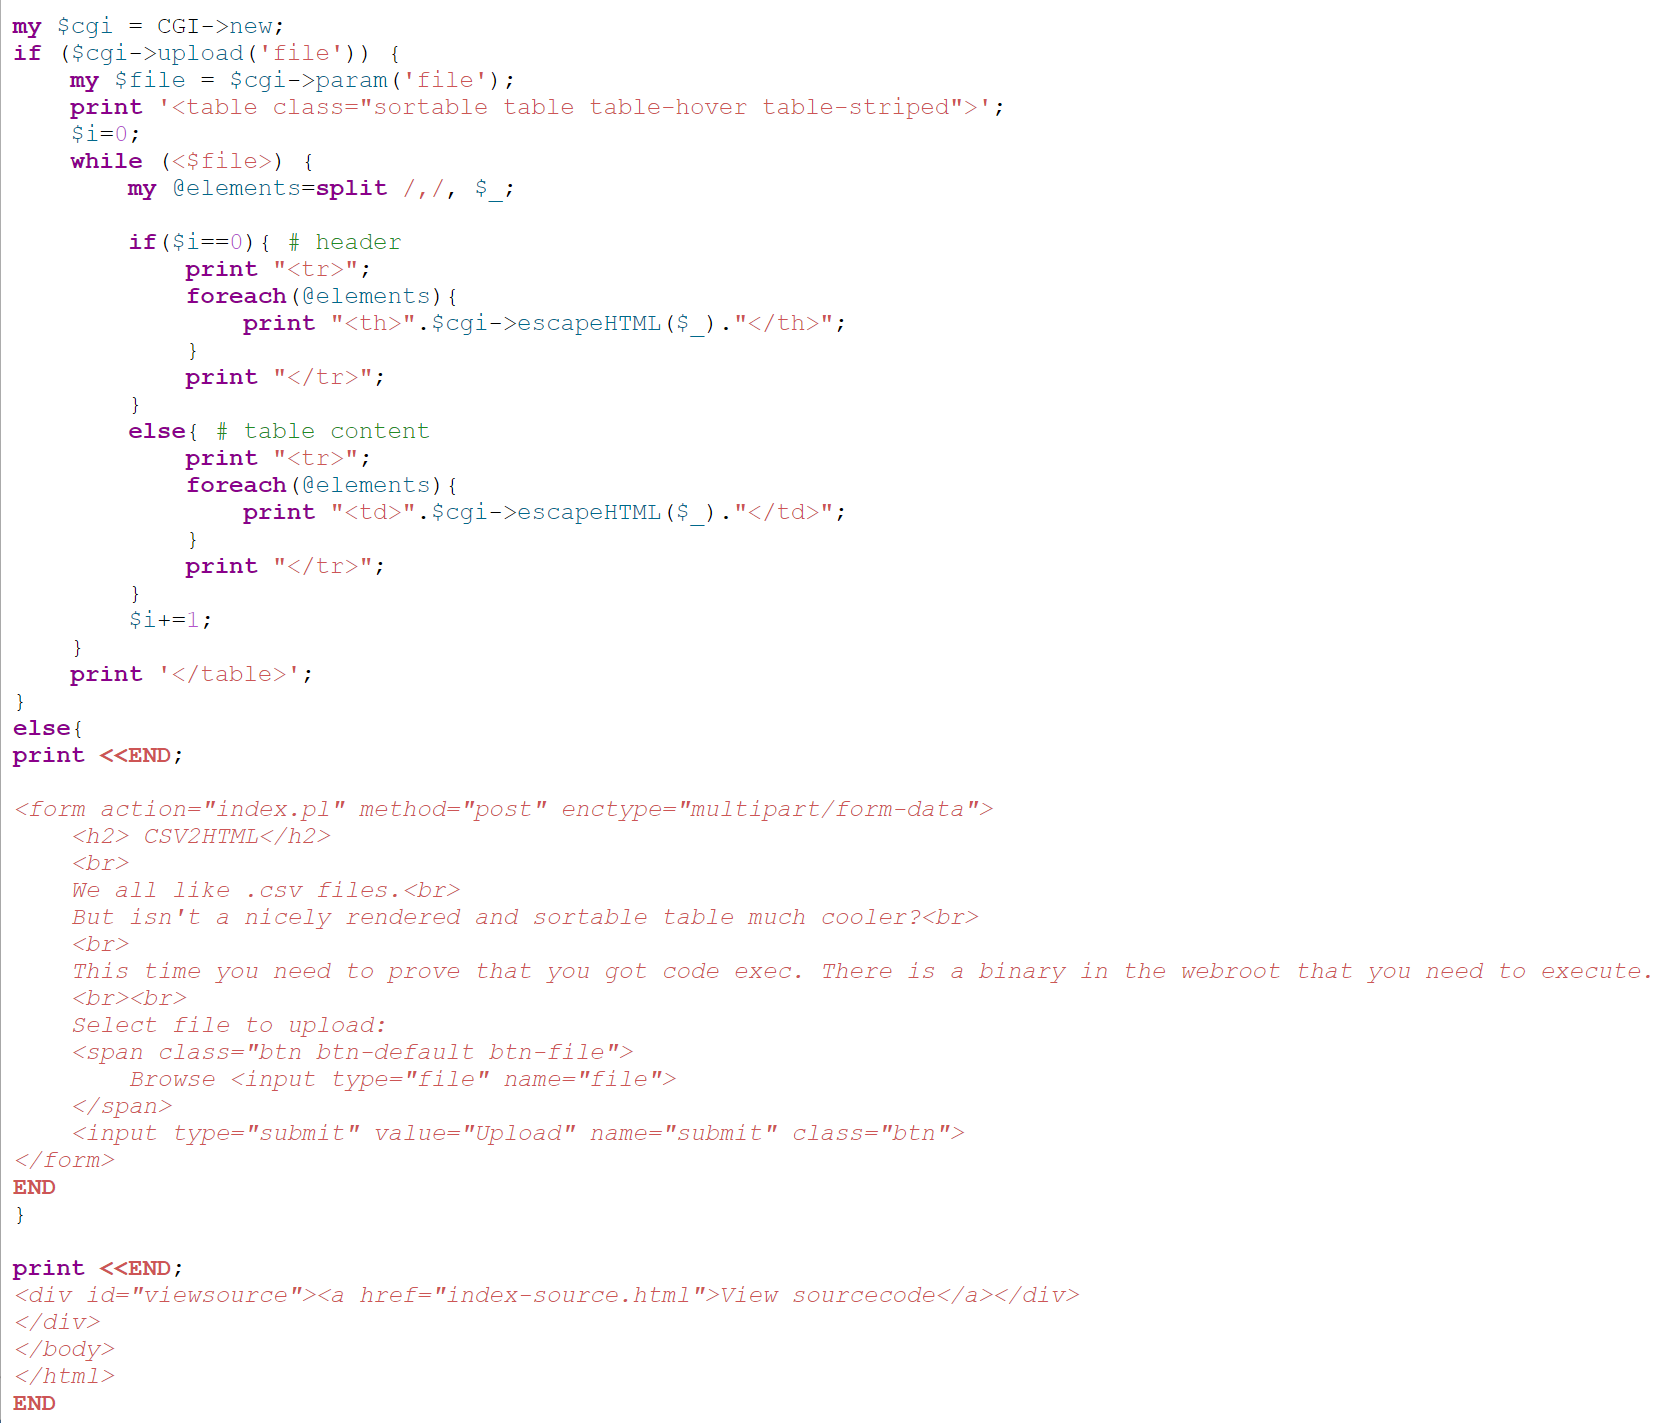 my $cgi = CGI->new;
if ($cgi->upload('file')) {
    my $file = $cgi->param('file');
    print '<table class="sortable table table-hover table-striped">';
    $i=0;
    while (<$file>) {
        my @elements=split /,/, $_;

        if($i==0){ # header
            print "<tr>";
            foreach(@elements){
                print "<th>".$cgi->escapeHTML($_)."</th>";
            }
            print "</tr>";
        }
        else{ # table content
            print "<tr>";
            foreach(@elements){
                print "<td>".$cgi->escapeHTML($_)."</td>";
            }
            print "</tr>";
        }
        $i+=1;
    }
    print '</table>';
}
else{
print <<END;

<form action="index.pl" method="post" enctype="multipart/form-data">
    <h2> CSV2HTML</h2>
    <br>
    We all like .csv files.<br>
    But isn't a nicely rendered and sortable table much cooler?<br>
    <br>
    This time you need to prove that you got code exec. There is a binary in the webroot that you need to execute.
    <br><br>
    Select file to upload:
    <span class="btn btn-default btn-file">
        Browse <input type="file" name="file">
    </span>
    <input type="submit" value="Upload" name="submit" class="btn">
</form>
END
}

print <<END;
<div id="viewsource"><a href="index-source.html">View sourcecode</a></div>
</div>
</body>
</html>
END